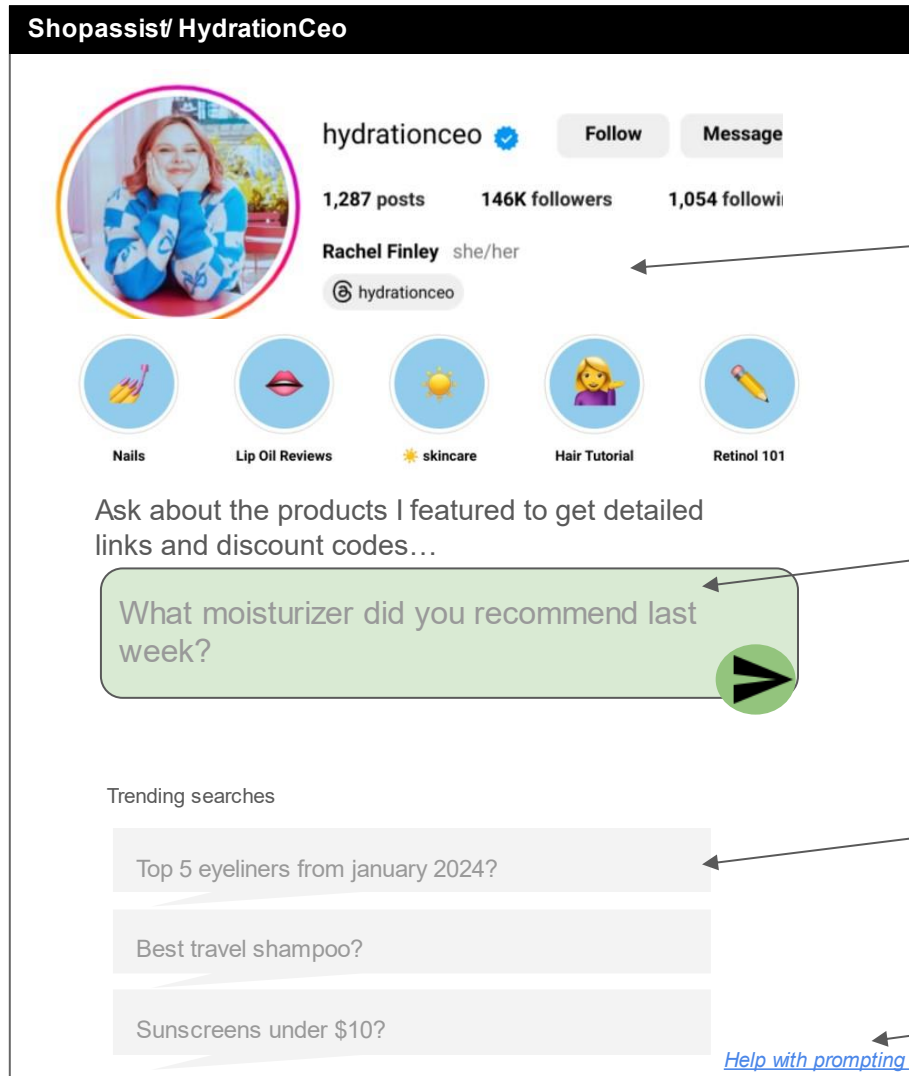 Shopassist/ HydrationCeo
hydrationceo Follow Message
1,287 posts 146K followers 1,054 followi
Rachel Finley she/her
hydrationceo
Nails Lip Oil Reviews skincare Hair Tutorial Retinol 101
Ask about the products I featured to get detailed
links and discount codes…
What moisturizer did you recommend last
week?
Trending searches
Top 5 eyeliners from january 2024?
Best travel shampoo?
Sunscreens under $10?
Help with prompting